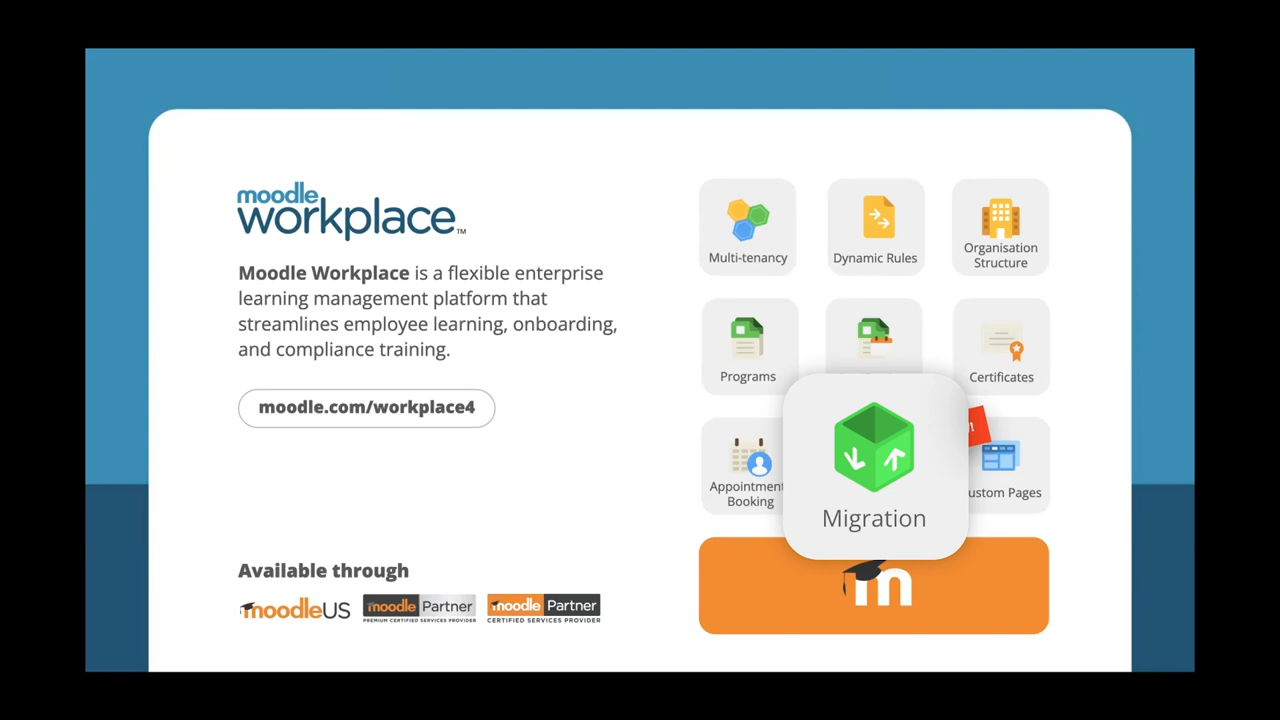 moodle
workplace™
Moodle Workplace is a flexible enterprise
learning management platform that
streamlines employee learning, onboarding,
and compliance training.
moodle.com/workplace4
Available through
moodleUS
moodle Partner
PREMIUM CERTIFIED SERVICES PROVIDER
moodle Partner
CERTIFIED SERVICES PROVIDER
Multi-tenancy
Dynamic Rules
Organisation
Structure
Programs
Certificates
Appointment
Booking
Migration
ustom Pages
m